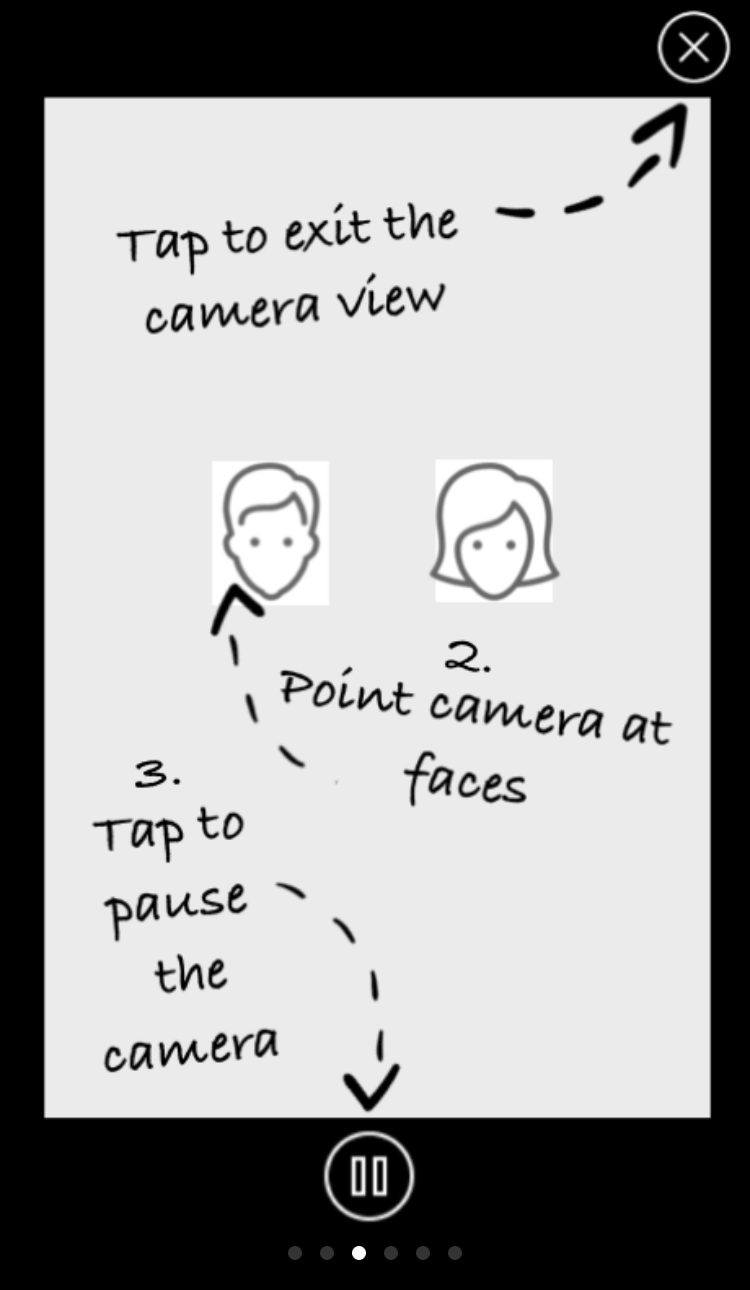 Tap to exit the
camera view
2.
Point camera at
faces
3.
Tap to
pause
the
camera